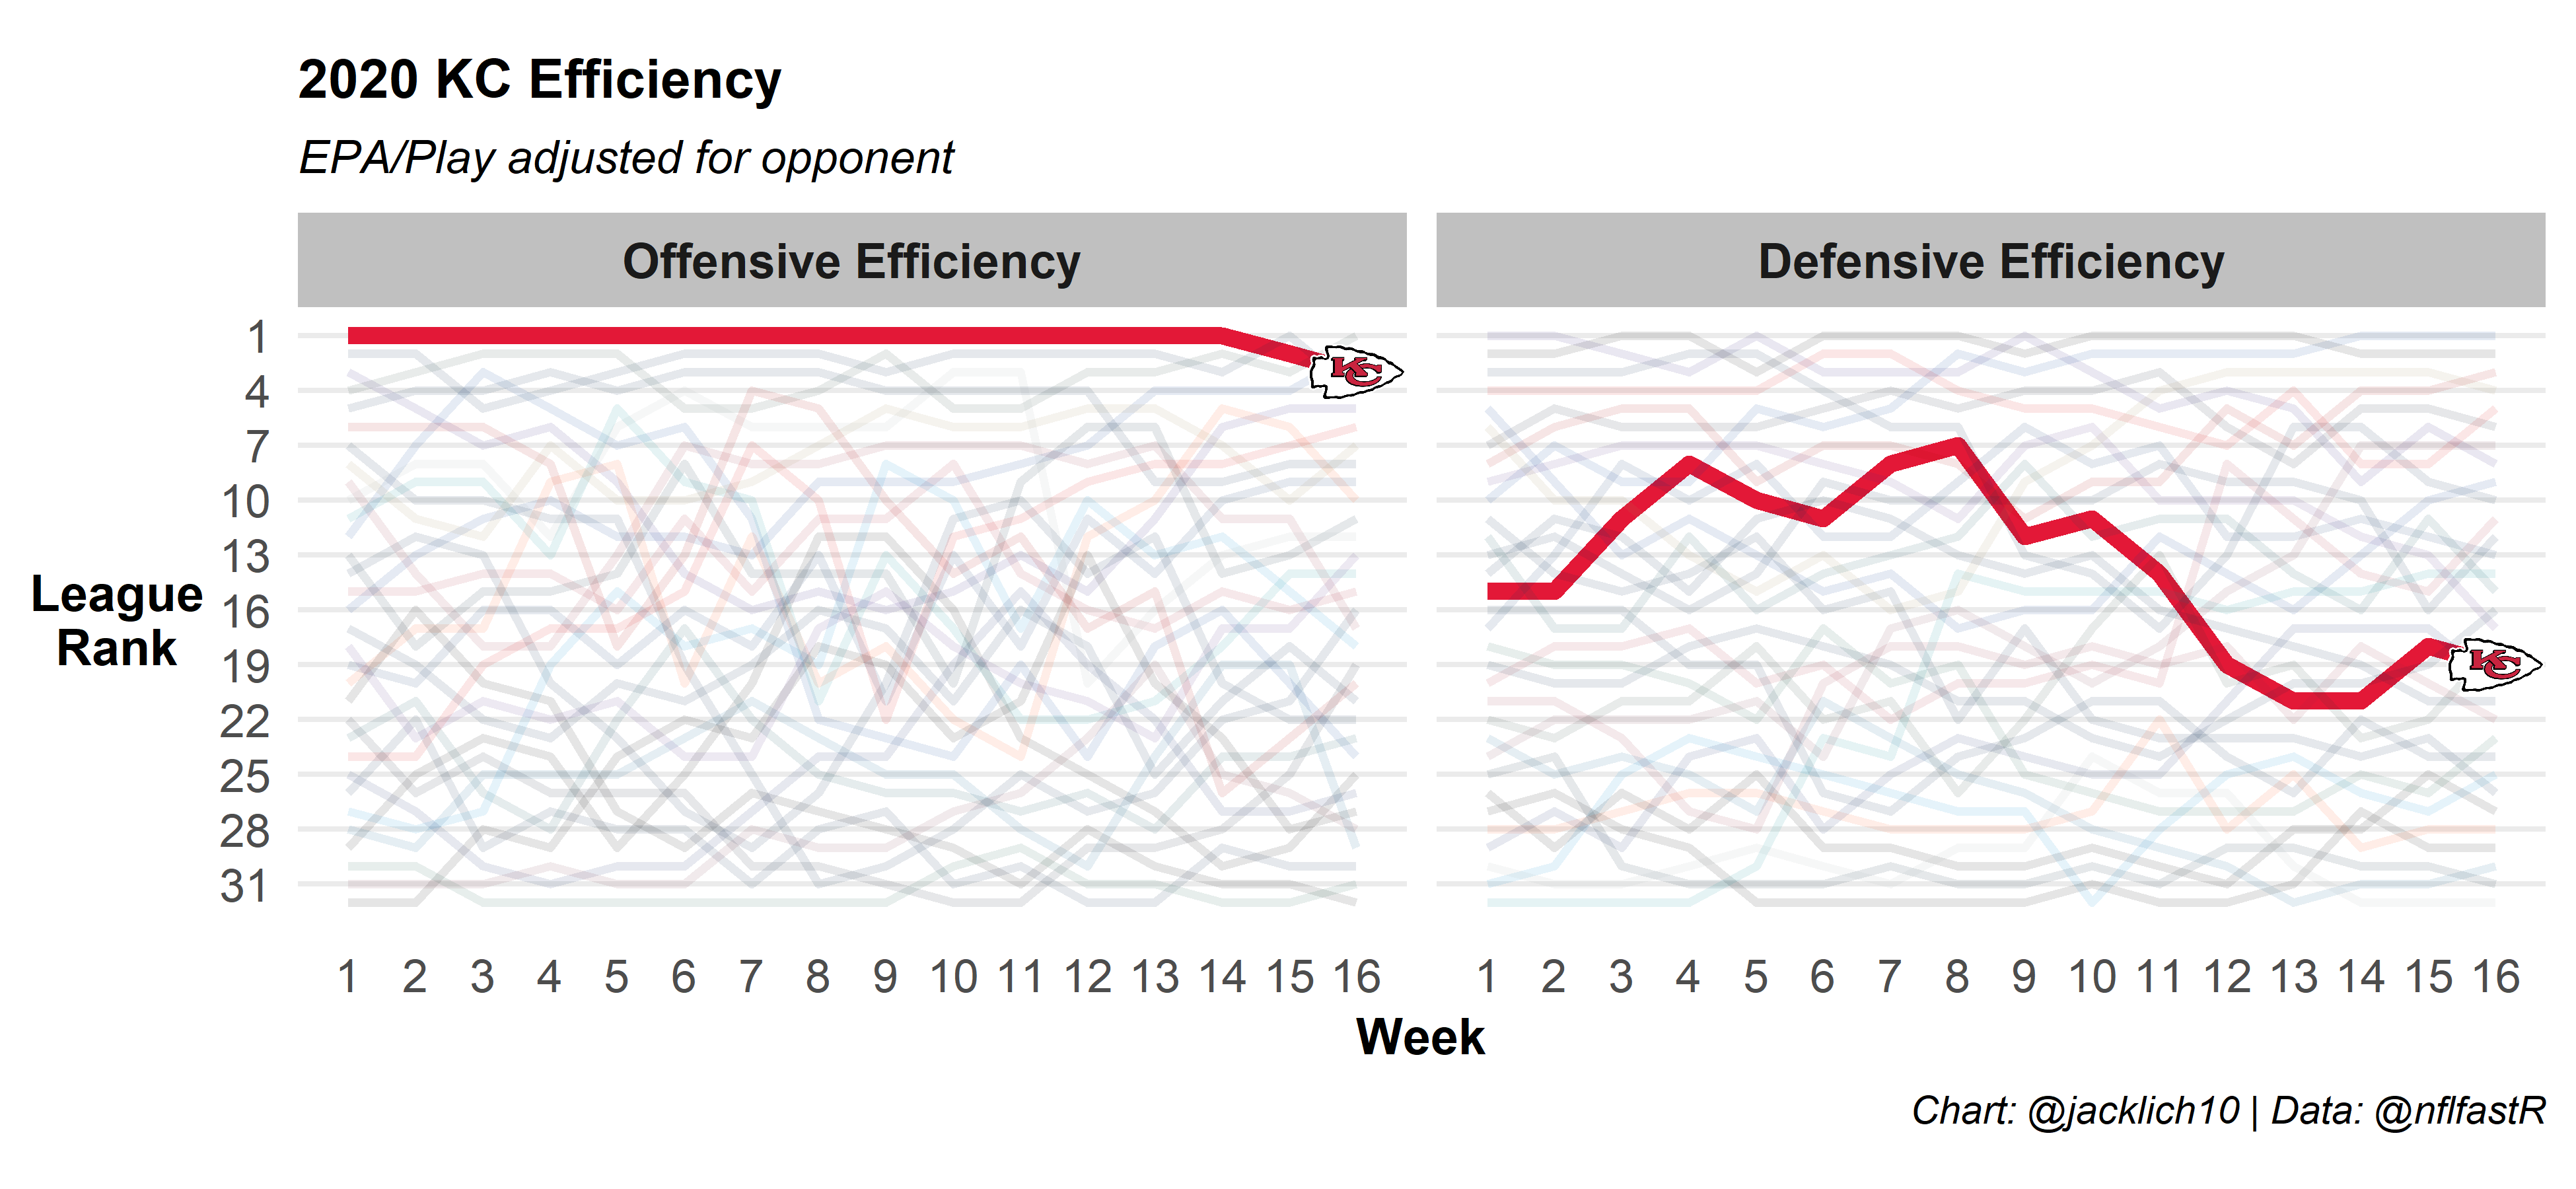 2020 KC Efficiency
EPA/Play adjusted for opponent
Offensive Efficiency
Defensive Efficiency
League
Rank
1
4
7
10
13
16
19
22
25
28
31
KC
KC
1 2 3 4 5 6 7 8 9 10 11 12 13 14 15 16
1 2 3 4 5 6 7 8 9 10 11 12 13 14 15 16
Week
Chart: @jacklich10 | Data: @nflfastR